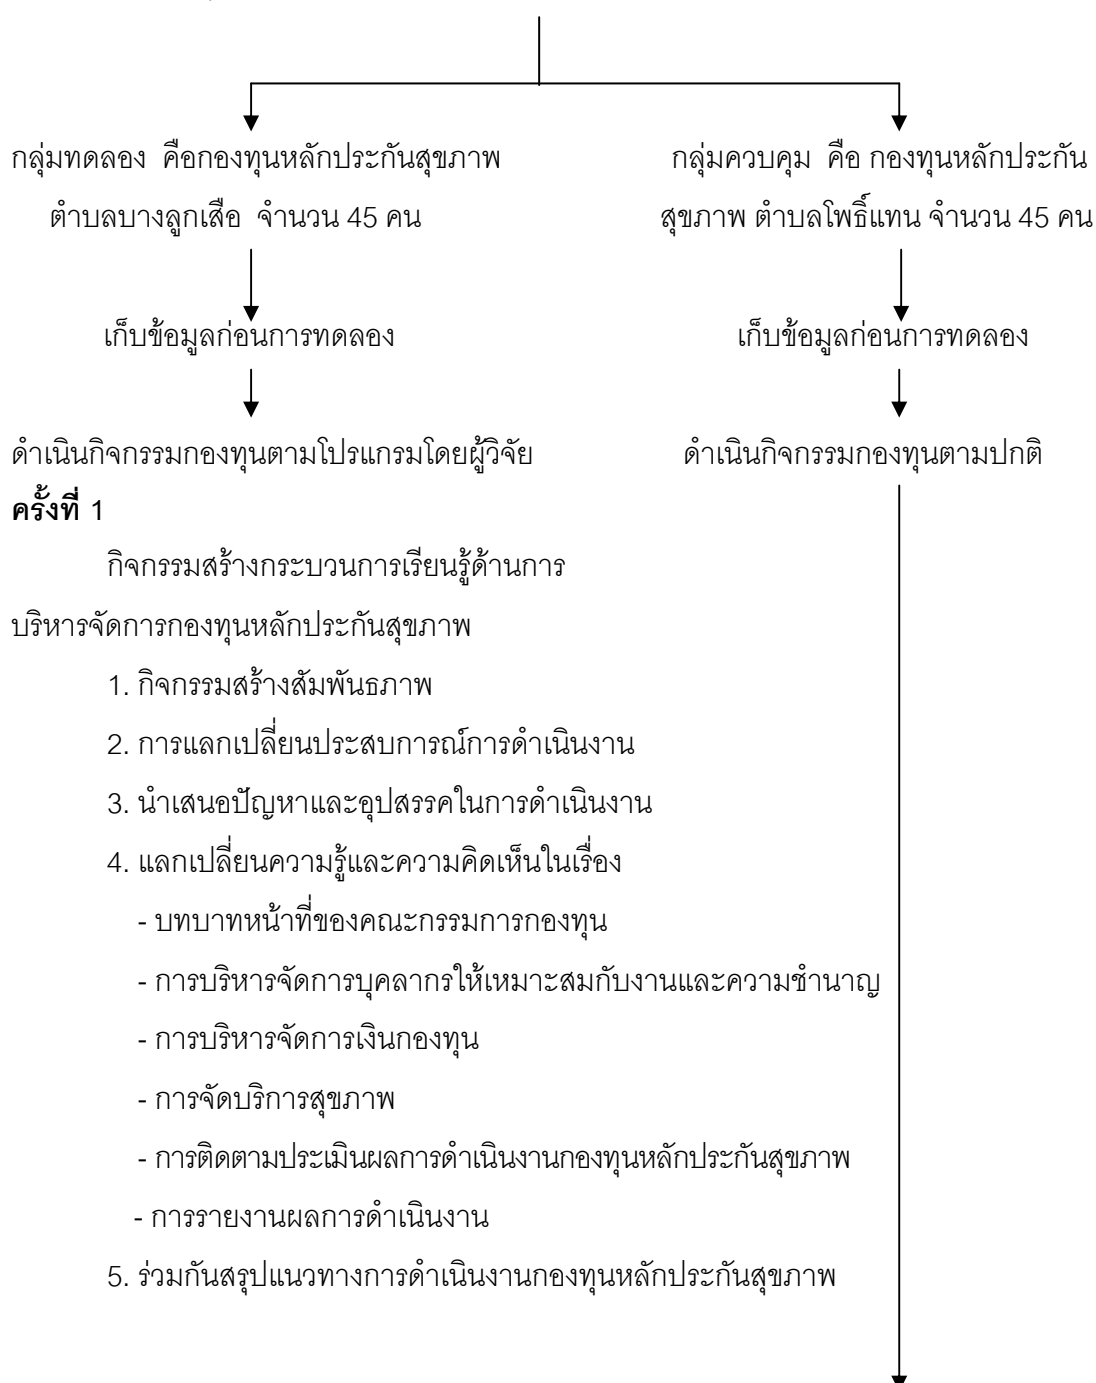 กลุ่มทดลอง คือกองทุนหลักประกันสุขภาพ
ตำบลบางลูกเสือ จำนวน 45 คน
กลุ่มควบคุม คือ กองทุนหลักประกัน
สุขภาพ ตำบลโพธิ์แทน จำนวน 45 คน
เก็บข้อมูลก่อนการทดลอง
เก็บข้อมูลก่อนการทดลอง
ดำเนินกิจกรรมกองทุนตามโปรแกรมโดยผู้วิจัย
ดำเนินกิจกรรมกองทุนตามปกติ
ครั้งที่ 1
กิจกรรมสร้างกระบวนการเรียนรู้ด้านการ
บริหารจัดการกองทุนหลักประกันสุขภาพ
1. กิจกรรมสร้างสัมพันธภาพ
2. การแลกเปลี่ยนประสบการณ์การดำเนินงาน
3. นำเสนอปัญหาและอุปสรรคในการดำเนินงาน
4. แลกเปลี่ยนความรู้และความคิดเห็นในเรื่อง
- บทบาทหน้าที่ของคณะกรรมการกองทุน
- การบริหารจัดการบุคลากรให้เหมาะสมกับงานและความชำนาญ
- การบริหารจัดการเงินกองทุน
- การจัดบริการสุขภาพ
- การติดตามประเมินผลการดำเนินงานกองทุนหลักประกันสุขภาพ
- การรายงานผลการดำเนินงาน
5. ร่วมกันสรุปแนวทางการดำเนินงานกองทุนหลักประกันสุขภาพ